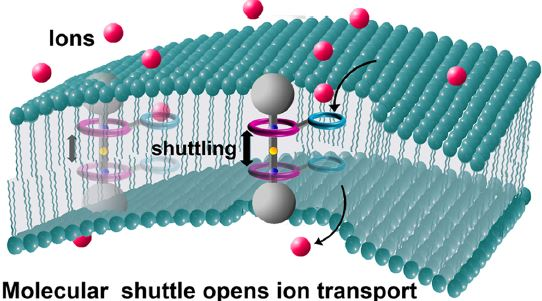 Ions
shuttling
Molecular shuttle opens ion transport